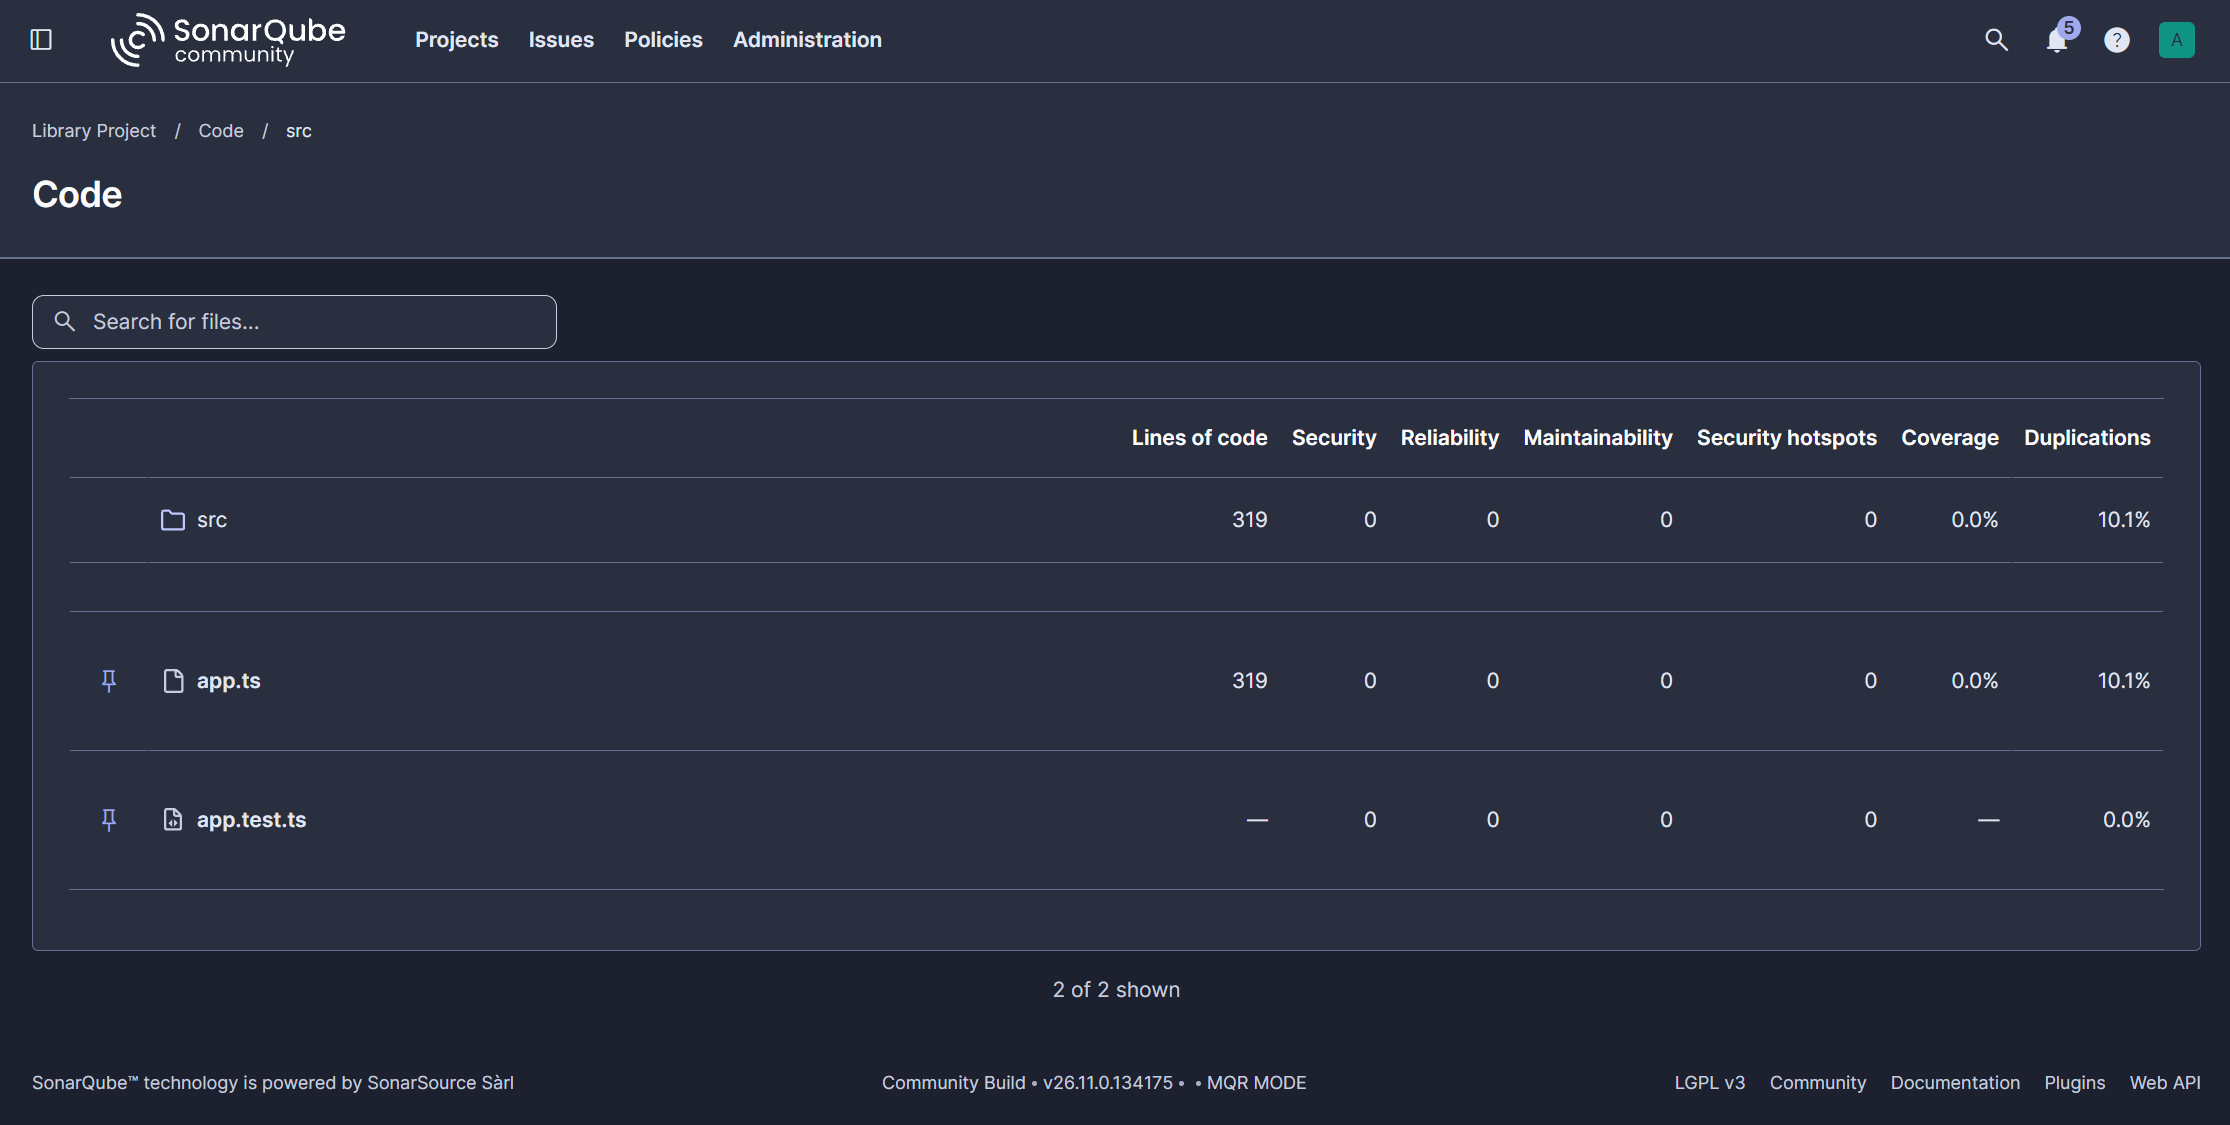 SonarQube community Projects Issues Policies Administration 5 ? A
Library Project / Code / src
Code
Search for files...
Lines of code Security Reliability Maintainability Security hotspots Coverage Duplications
src 319 0 0 0 0 0.0% 10.1%
app.ts 319 0 0 0 0 0.0% 10.1%
app.test.ts — 0 0 0 0 — 0.0%
2 of 2 shown
SonarQube™ technology is powered by SonarSource Sàrl Community Build • v26.11.0.134175 • • MQR MODE LGPL v3 Community Documentation Plugins Web API